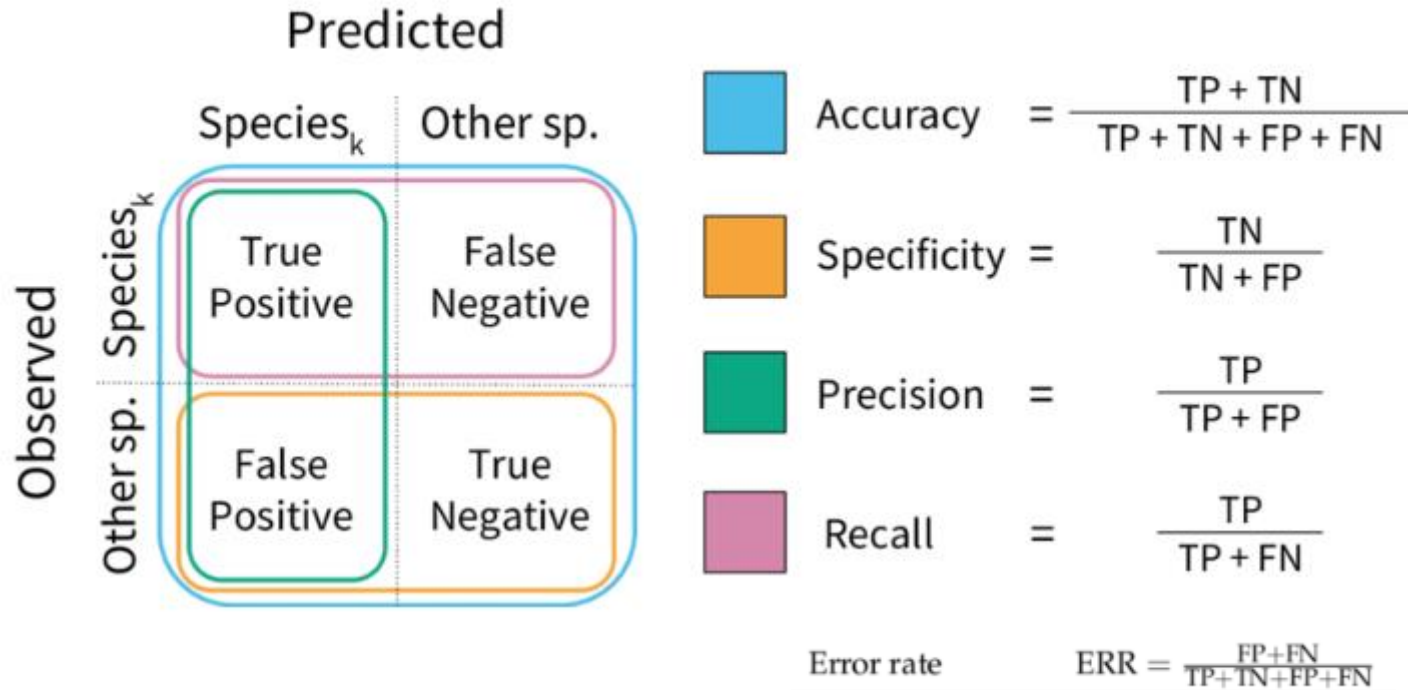 Predicted
Species_k Other sp.
Observed
Species_k
True Positive
False Negative
Other sp.
False Positive
True Negative
Accuracy = (TP + TN) / (TP + TN + FP + FN)
Specificity = TN / (TN + FP)
Precision = TP / (TP + FP)
Recall = TP / (TP + FN)
Error rate ERR = (FP+FN) / (TP+TN+FP+FN)